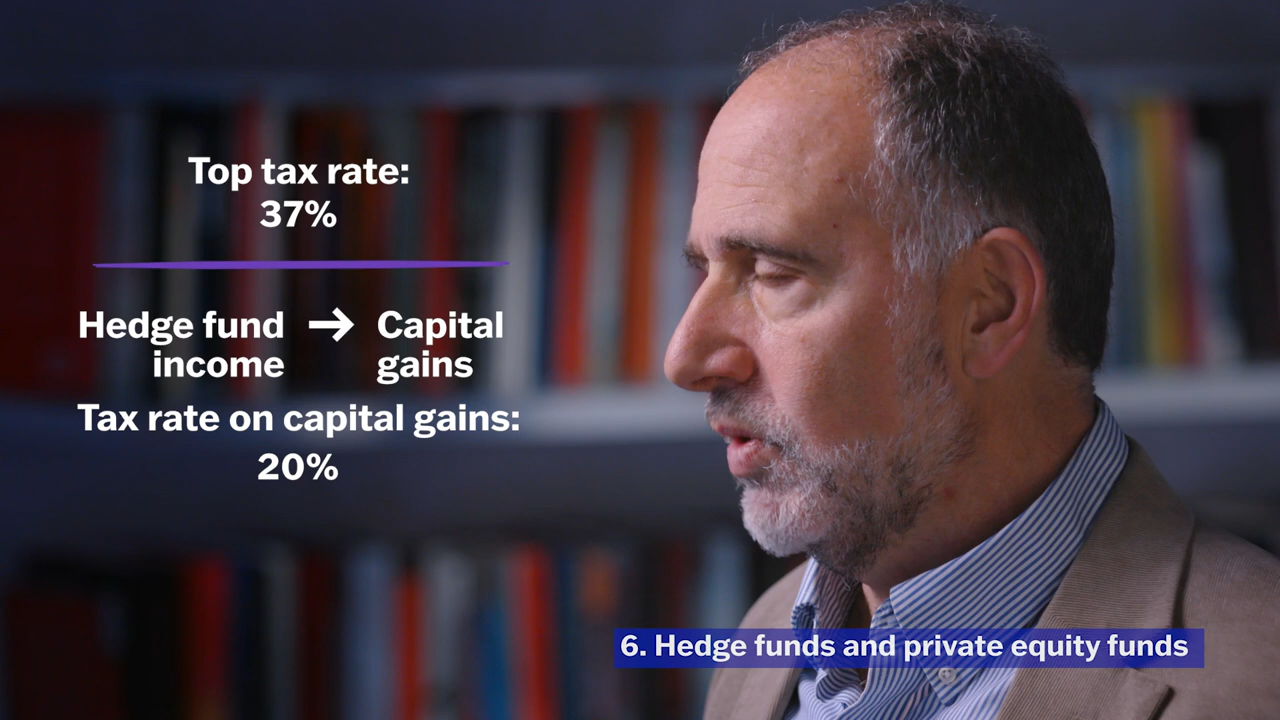 Top tax rate:
37%
Hedge fund → Capital
income gains
Tax rate on capital gains:
20%
6. Hedge funds and private equity funds